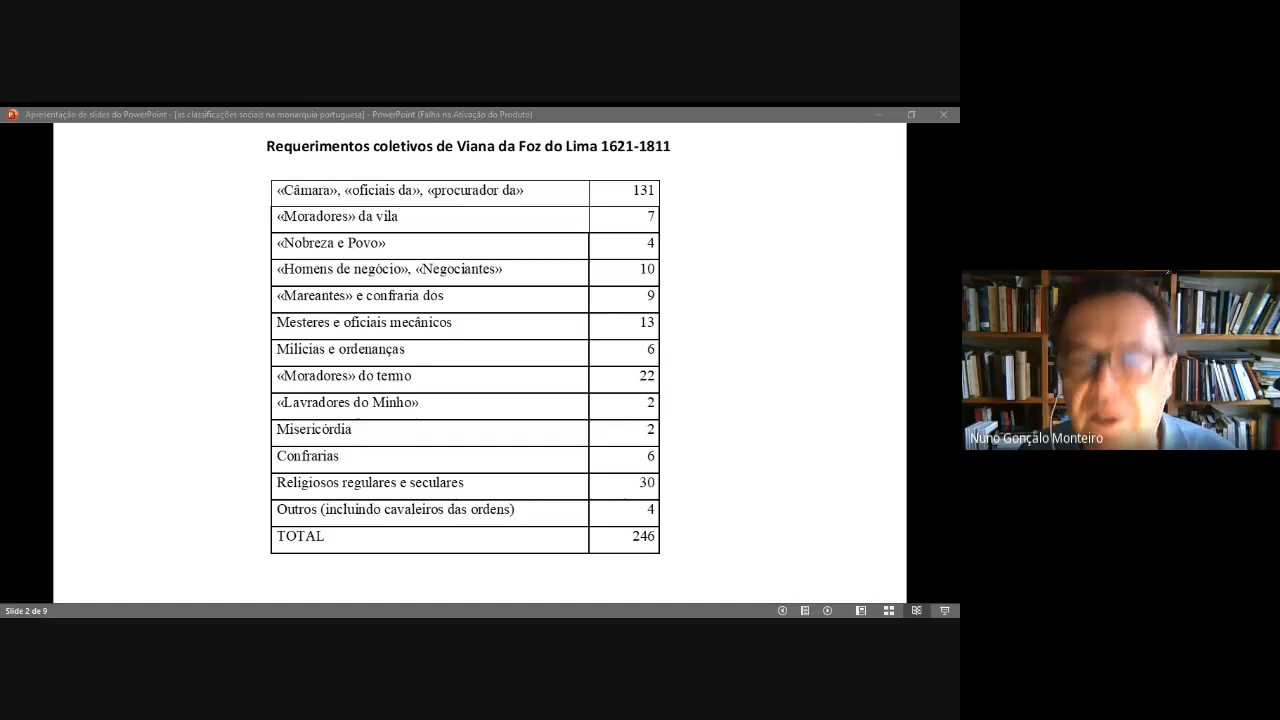 Apresentação de slides do PowerPoint - [as classificações sociais na monarquia portuguesa] - PowerPoint (Falha na Ativação do Produto)
Requerimentos coletivos de Viana da Foz do Lima 1621-1811
«Câmara», «oficiais da», «procurador da» 131
«Moradores» da vila 7
«Nobreza e Povo» 4
«Homens de negócio», «Negociantes» 10
«Mareantes» e confraria dos 9
Mesteres e oficiais mecânicos 13
Milicias e ordenanças 6
«Moradores» do termo 22
«Lavradores do Minho» 2
Misericórdia 2
Confrarias 6
Religiosos regulares e seculares 30
Outros (incluindo cavaleiros das ordens) 4
TOTAL 246
Nuno Gonçalo Monteiro
Slide 2 de 9